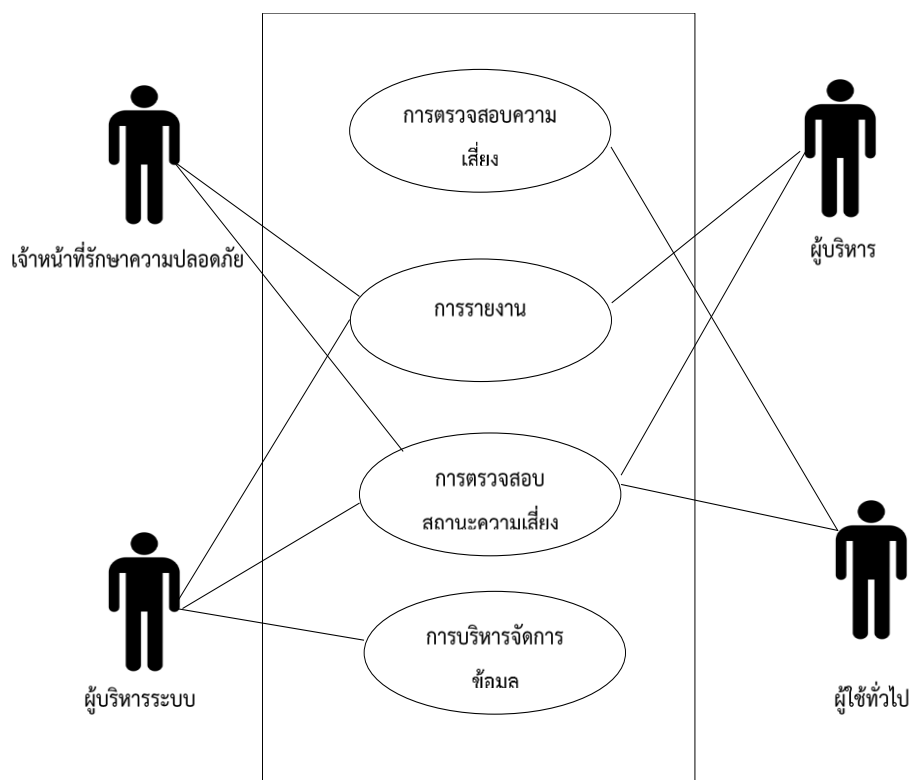 การตรวจสอบความ
เสี่ยง
เจ้าหน้าที่รักษาความปลอดภัย
ผู้บริหาร
การรายงาน
การตรวจสอบ
สถานะความเสี่ยง
การบริหารจัดการ
ข้อมล
ผู้บริหารระบบ
ผู้ใช้ทั่วไป